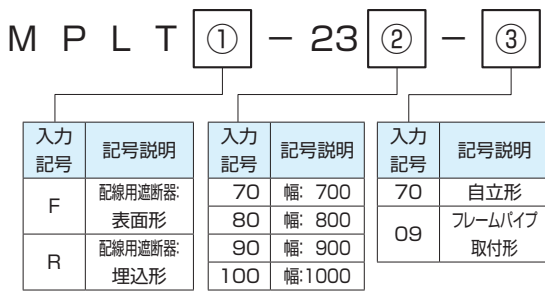 MPLT①-23②-③
入力記号 記号説明
F 配線用遮断器:表面形
R 配線用遮断器:埋込形
入力記号 記号説明
70 幅: 700
80 幅: 800
90 幅: 900
100 幅:1000
入力記号 記号説明
70 自立形
09 フレームパイプ取付形